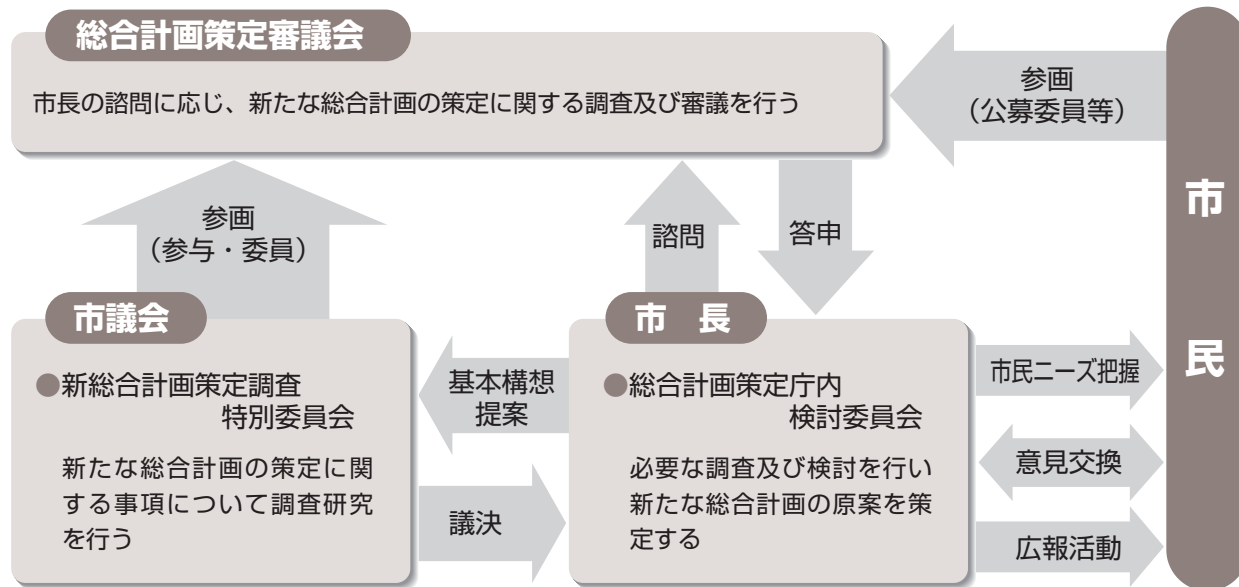 総合計画策定審議会
市長の諮問に応じ、新たな総合計画の策定に関する調査及び審議を行う
参画
（公募委員等）
市民
参画
（参与・委員）
諮問
答申
市議会
●新総合計画策定調査
特別委員会
新たな総合計画の策定に関
する事項について調査研究
を行う
基本構想
提案
議決
市　長
●総合計画策定庁内
検討委員会
必要な調査及び検討を行い
新たな総合計画の原案を策
定する
市民ニーズ把握
意見交換
広報活動